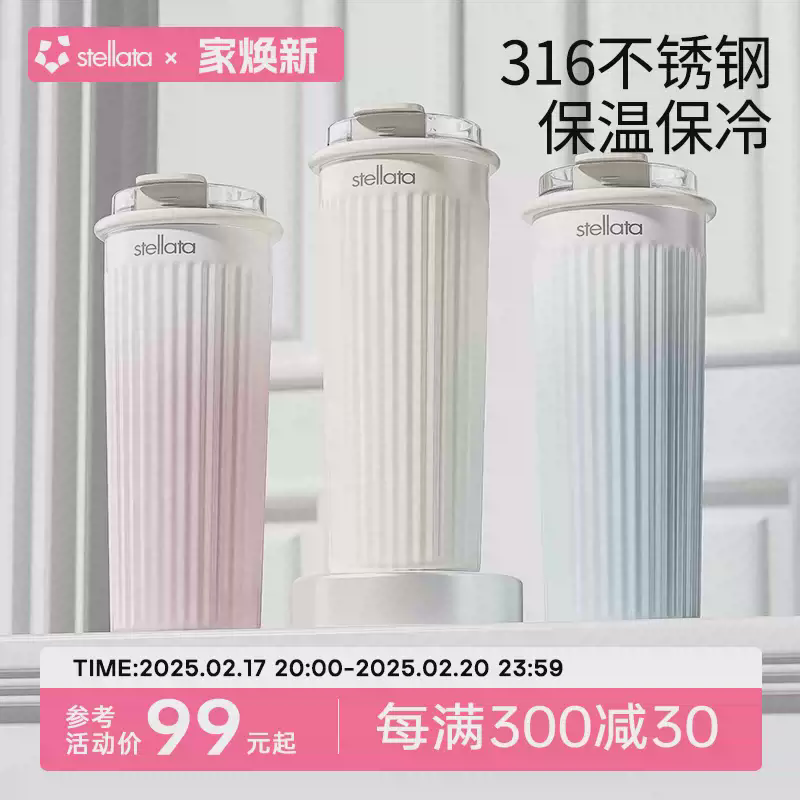 stellata × 家焕新
316不锈钢
保温保冷
stellata
stellata
stellata
TIME:2025.02.17 20:00-2025.02.20 23:59
参考
活动价 99元起
每满300减30